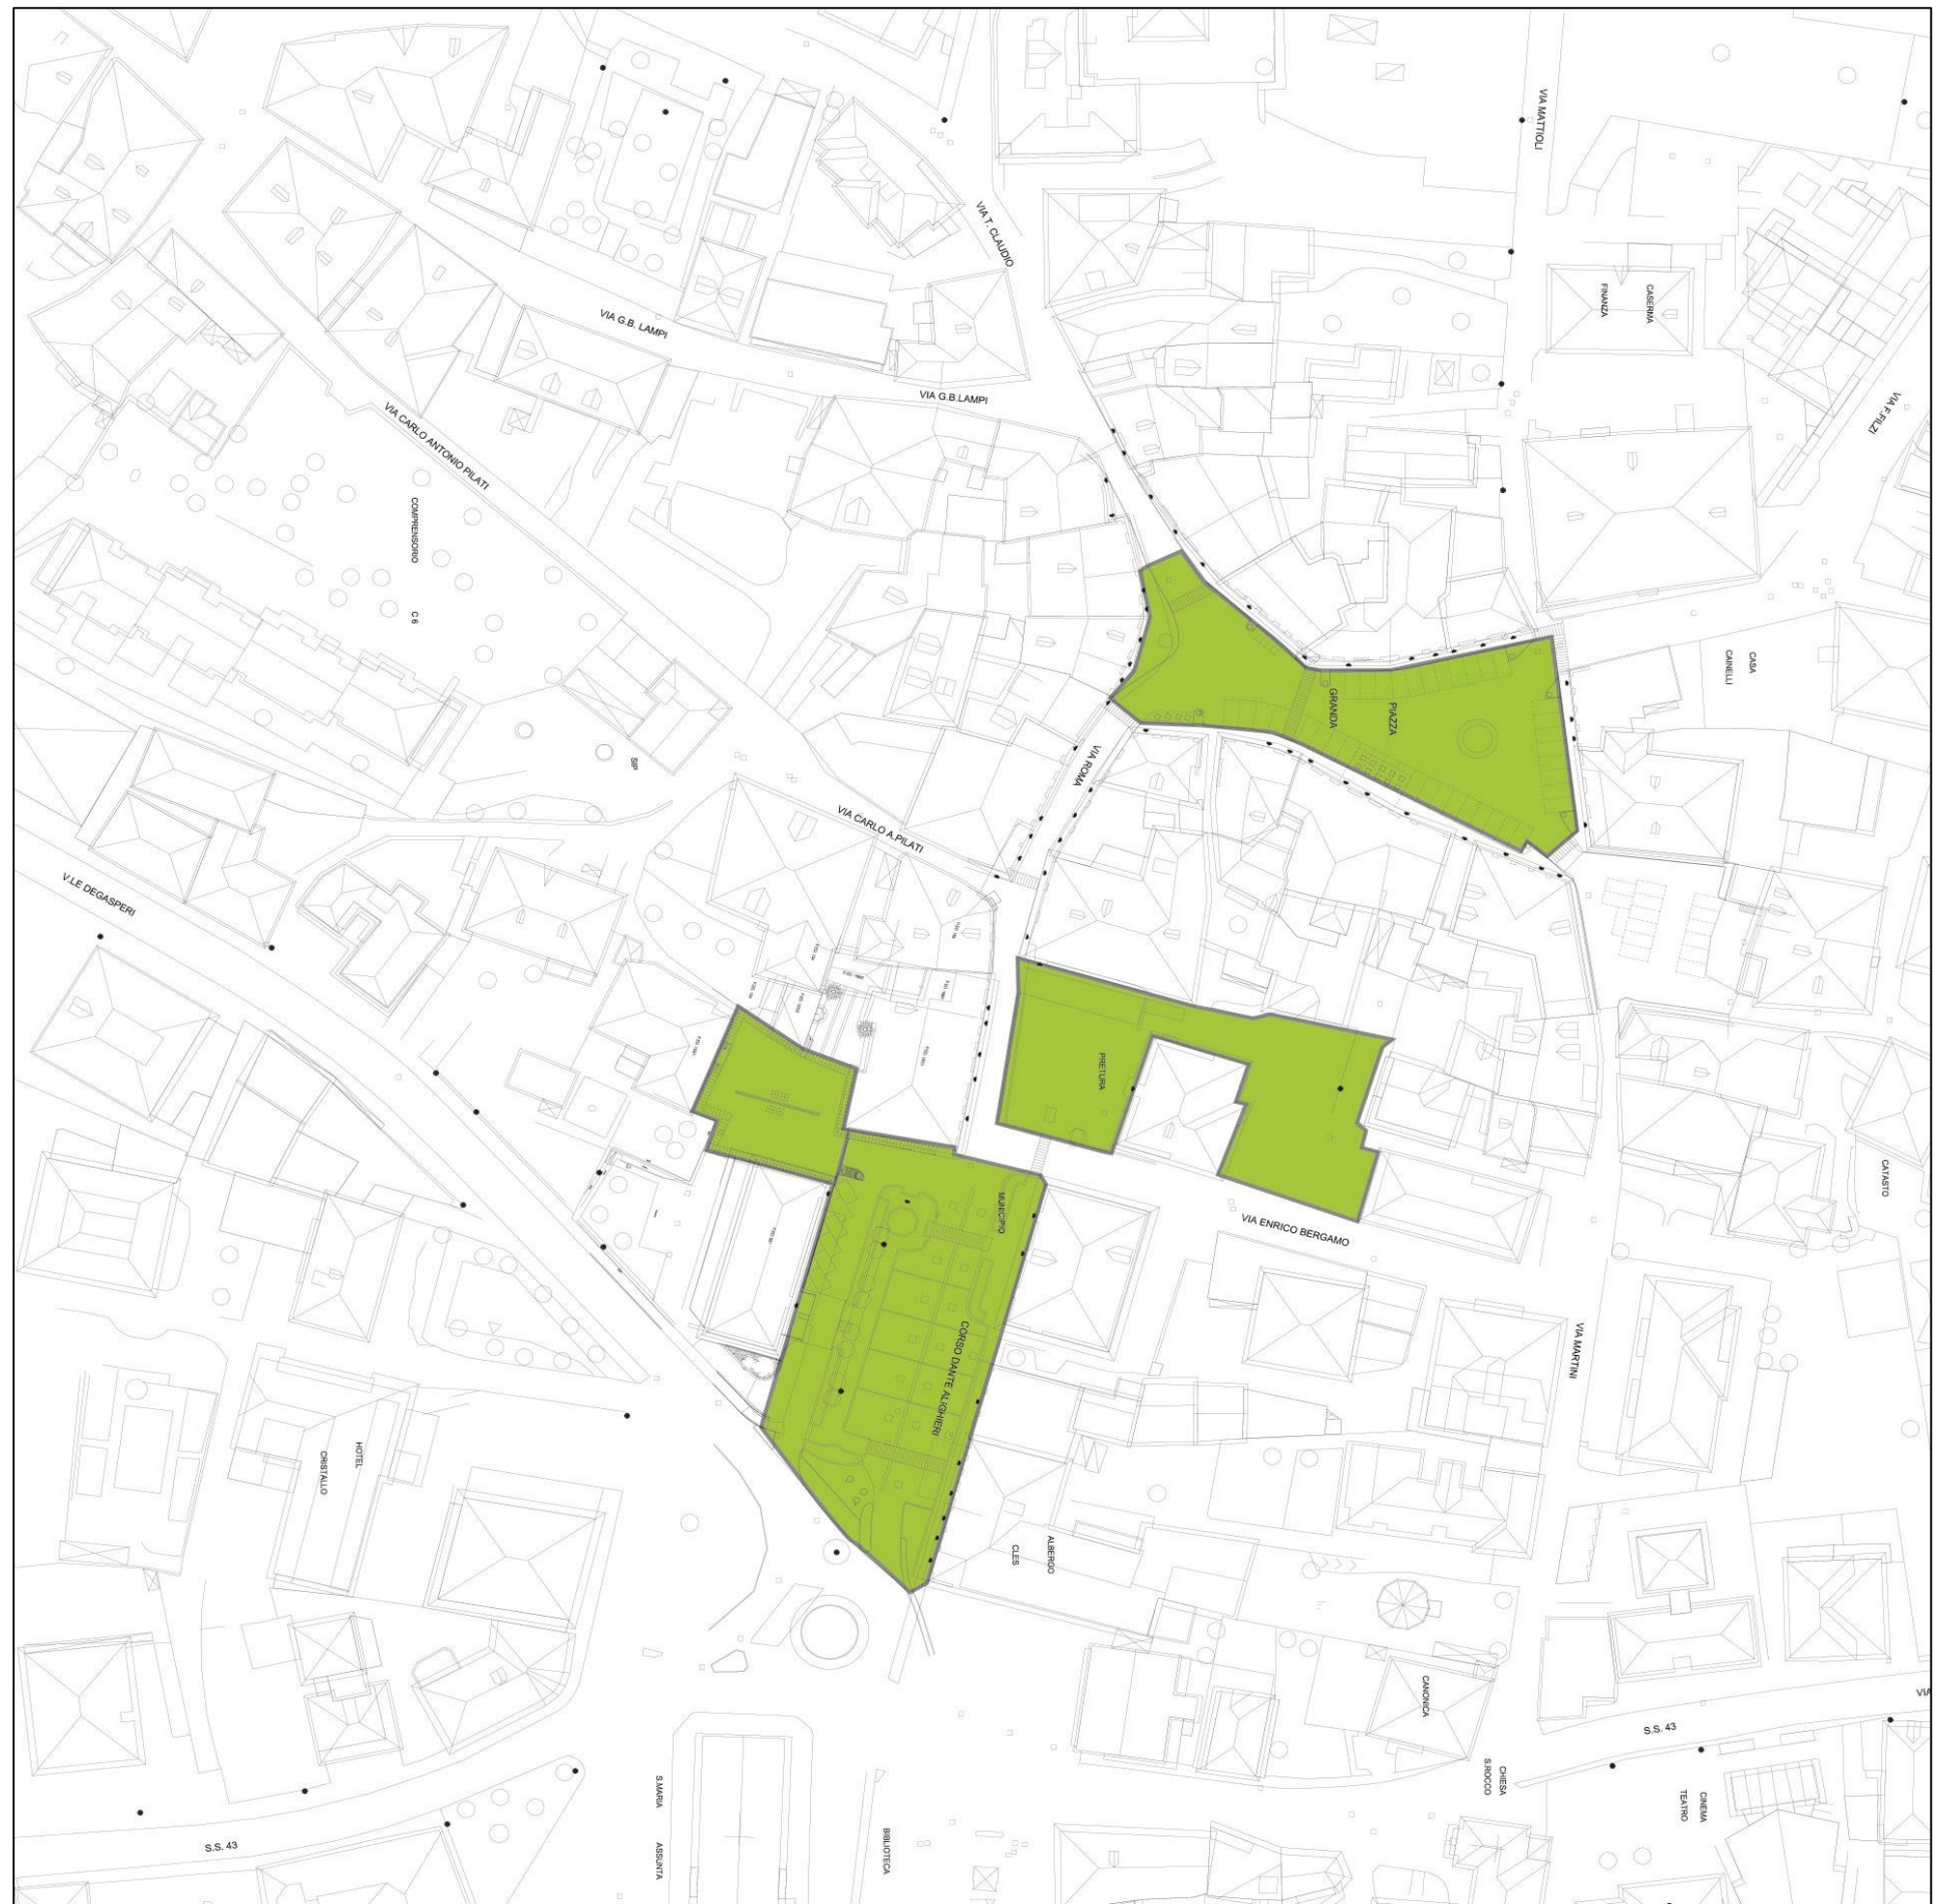 VIA MATTIOLI
VIA T. CLAUDIO
VIA G.B. LAMPI
CASERMA
FINANZA
VIA G.B.LAMPI
VIA F.FILZI
VIA CARLO ANTONIO PILATI
COMPRENSORIO C 6
CASA
CAINELLI
PIAZZA
GRANDA
VIA ROMA
SIP
VIA CARLO A.PILATI
V.LE DEGASPERI
PRETURA
CATASTO
MUNICIPIO
VIA ENRICO BERGAMO
CORSO DANTE ALIGHIERI
VIA MARTINI
HOTEL
CRISTALLO
ALBERGO
CLES
CANONICA
VIA
S.S. 43
CHIESA
S.ROCCO
CINEMA
TEATRO
S.MARIA ASSUNTA
BIBLIOTECA
S.S. 43